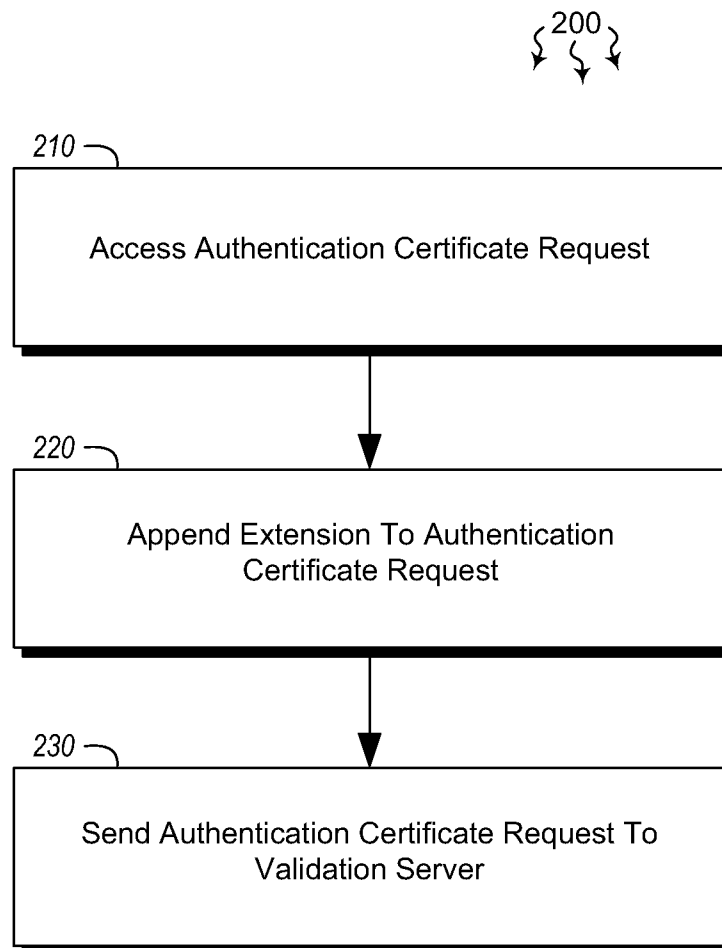 200
210
Access Authentication Certificate Request
220
Append Extension To Authentication
Certificate Request
230
Send Authentication Certificate Request To
Validation Server